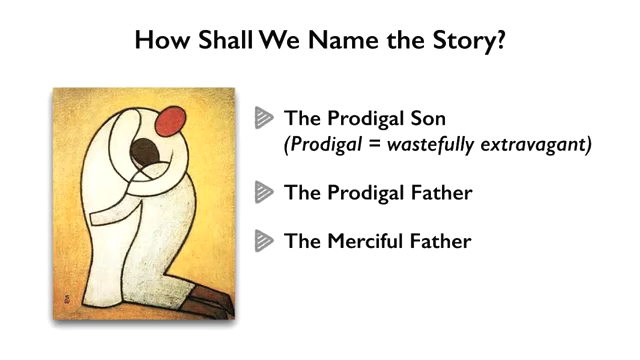 How Shall We Name the Story?
The Prodigal Son
(Prodigal = wastefully extravagant)
The Prodigal Father
The Merciful Father